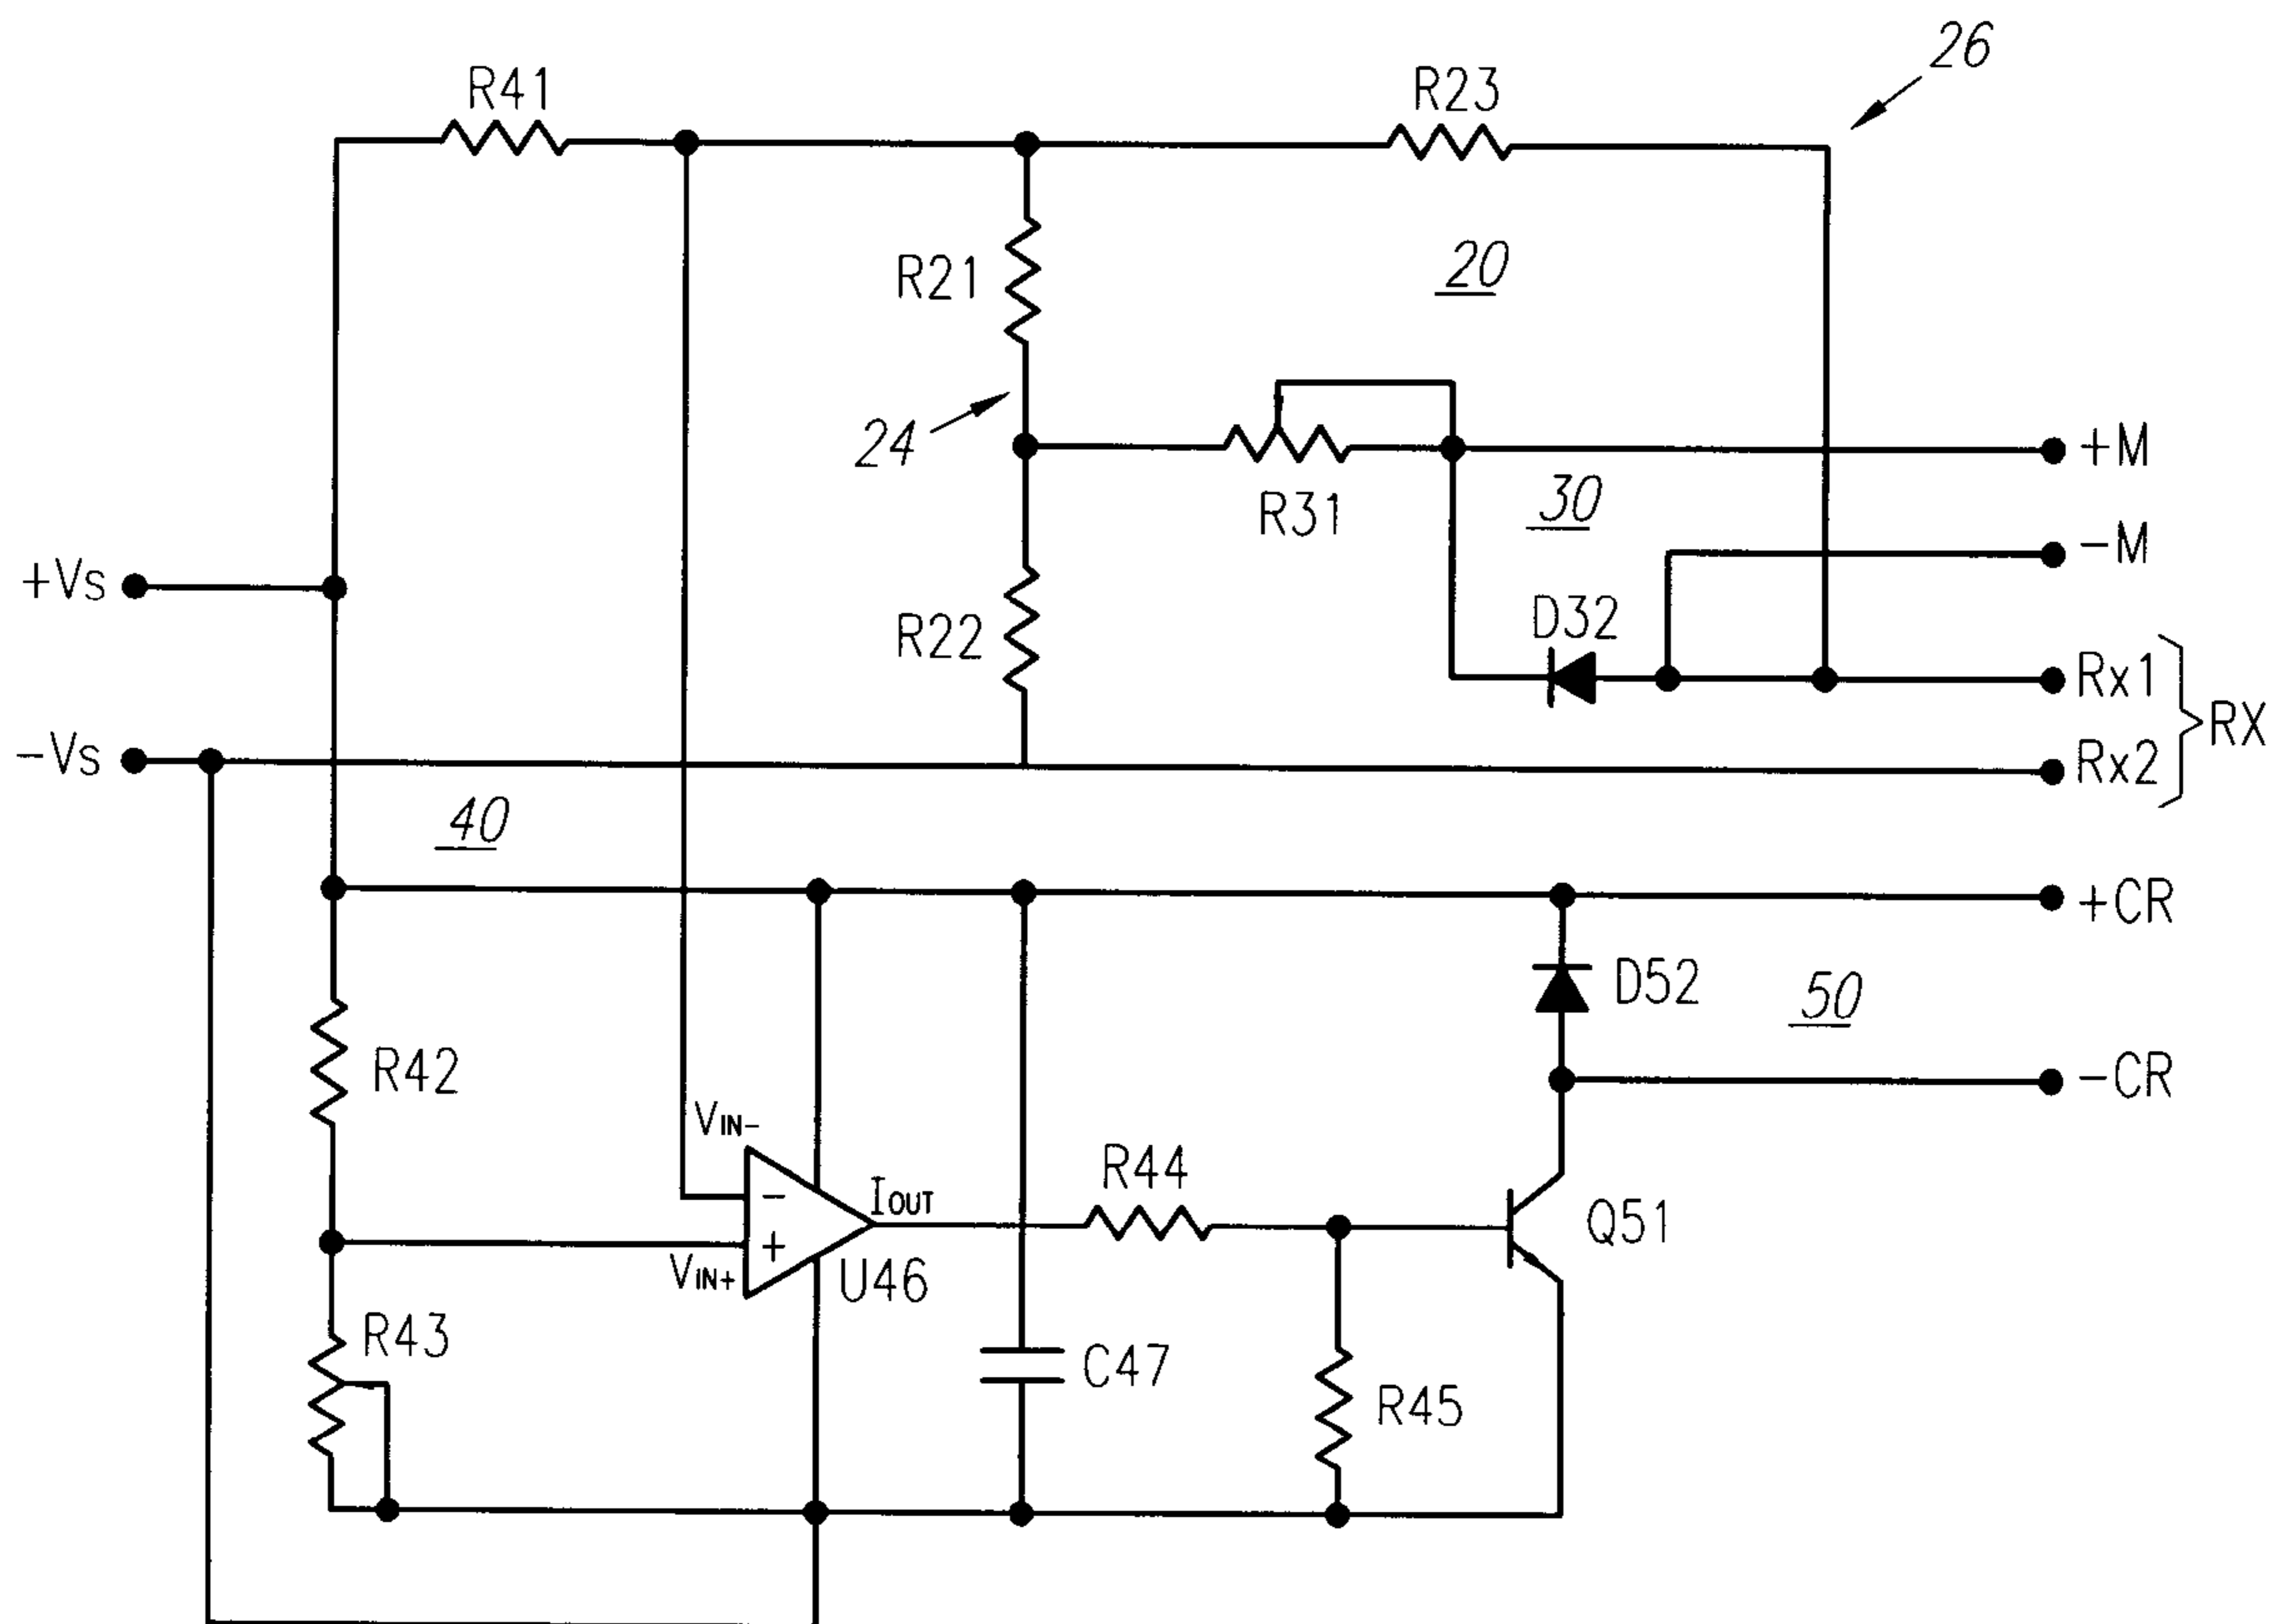 26
R41
R23
R21
20
24
+M
R31
30
-M
+Vs
D32
R22
Rx1
RX
-Vs
Rx2
40
+CR
D52
50
R42
-CR
VIN-
R44
IOUT
Q51
VIN+
U46
R43
C47
R45
-
+